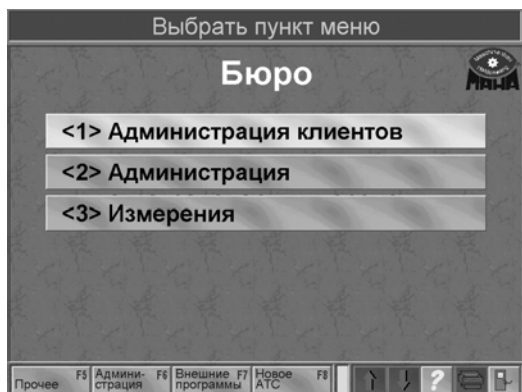 Выбрать пункт меню
Бюро
МАНА
<1> Администрация клиентов
<2> Администрация
<3> Измерения
Прочее F5 Админи- F6 Внешние F7 Новое F8
страция программы АТС
?